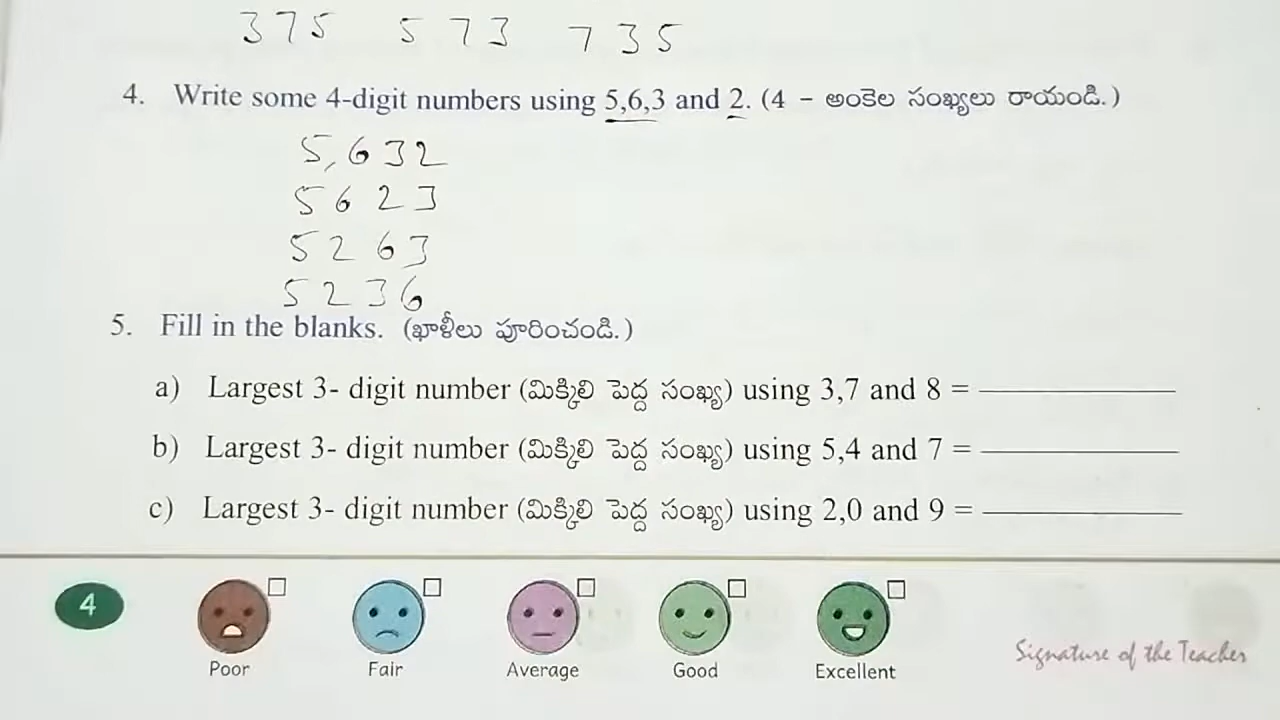 375 573 735
4. Write some 4-digit numbers using 5,6,3 and 2. (4 - అంకెల సంఖ్యలు రాయండి.)
5,632
5623
5263
5236
5. Fill in the blanks. (ఖాళీలు పూరించండి.)
a) Largest 3- digit number (మిక్కిలి పెద్ద సంఖ్య) using 3,7 and 8 =
b) Largest 3- digit number (మిక్కిలి పెద్ద సంఖ్య) using 5,4 and 7 =
c) Largest 3- digit number (మిక్కిలి పెద్ద సంఖ్య) using 2,0 and 9 =
4
Poor Fair Average Good Excellent
Signature of the Teacher